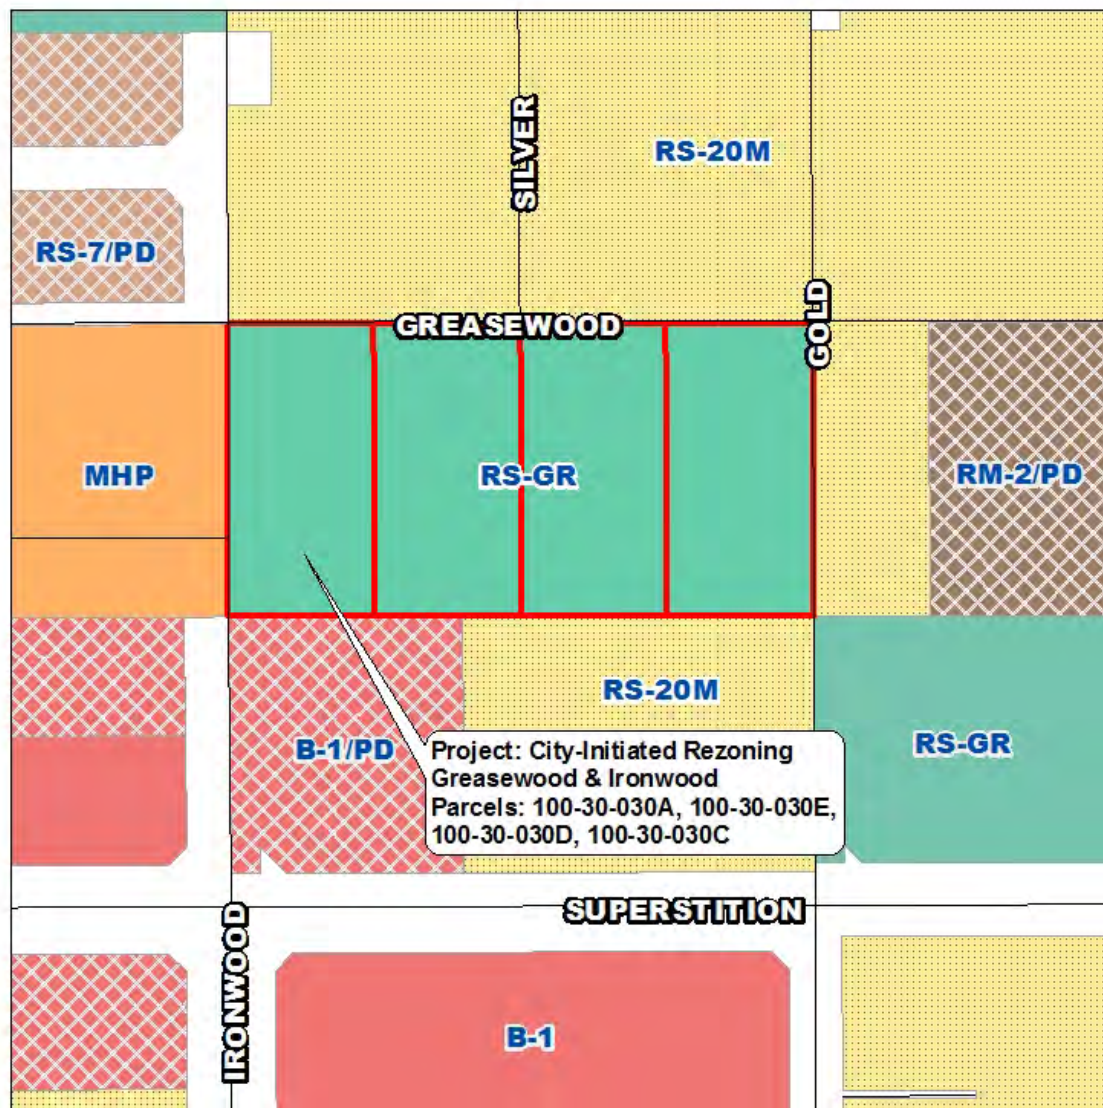 SILVER
RS-20M
RS-7/PD
GREASEWOOD
GOLD
MHP
RS-GR
RM-2/PD
RS-20M
B-1/PD
RS-GR
Project: City-Initiated Rezoning
Greasewood & Ironwood
Parcels: 100-30-030A, 100-30-030E,
100-30-030D, 100-30-030C
SUPERSTITION
IRONWOOD
B-1